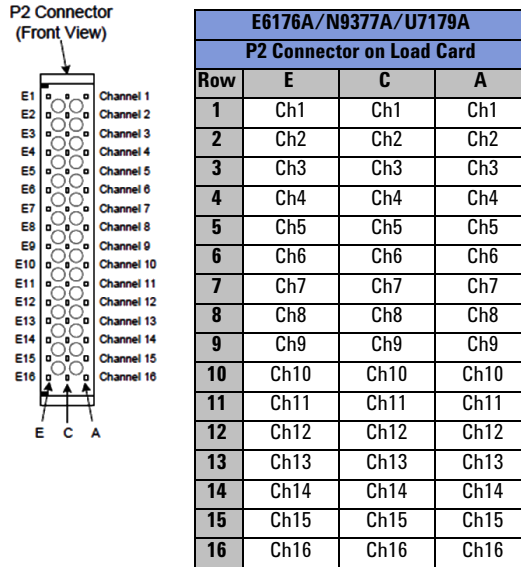 P2 Connector
(Front View)
E1 Channel 1
E2 Channel 2
E3 Channel 3
E4 Channel 4
E5 Channel 5
E6 Channel 6
E7 Channel 7
E8 Channel 8
E9 Channel 9
E10 Channel 10
E11 Channel 11
E12 Channel 12
E13 Channel 13
E14 Channel 14
E15 Channel 15
E16 Channel 16
E C A
E6176A/N9377A/U7179A
P2 Connector on Load Card
Row E C A
1 Ch1 Ch1 Ch1
2 Ch2 Ch2 Ch2
3 Ch3 Ch3 Ch3
4 Ch4 Ch4 Ch4
5 Ch5 Ch5 Ch5
6 Ch6 Ch6 Ch6
7 Ch7 Ch7 Ch7
8 Ch8 Ch8 Ch8
9 Ch9 Ch9 Ch9
10 Ch10 Ch10 Ch10
11 Ch11 Ch11 Ch11
12 Ch12 Ch12 Ch12
13 Ch13 Ch13 Ch13
14 Ch14 Ch14 Ch14
15 Ch15 Ch15 Ch15
16 Ch16 Ch16 Ch16